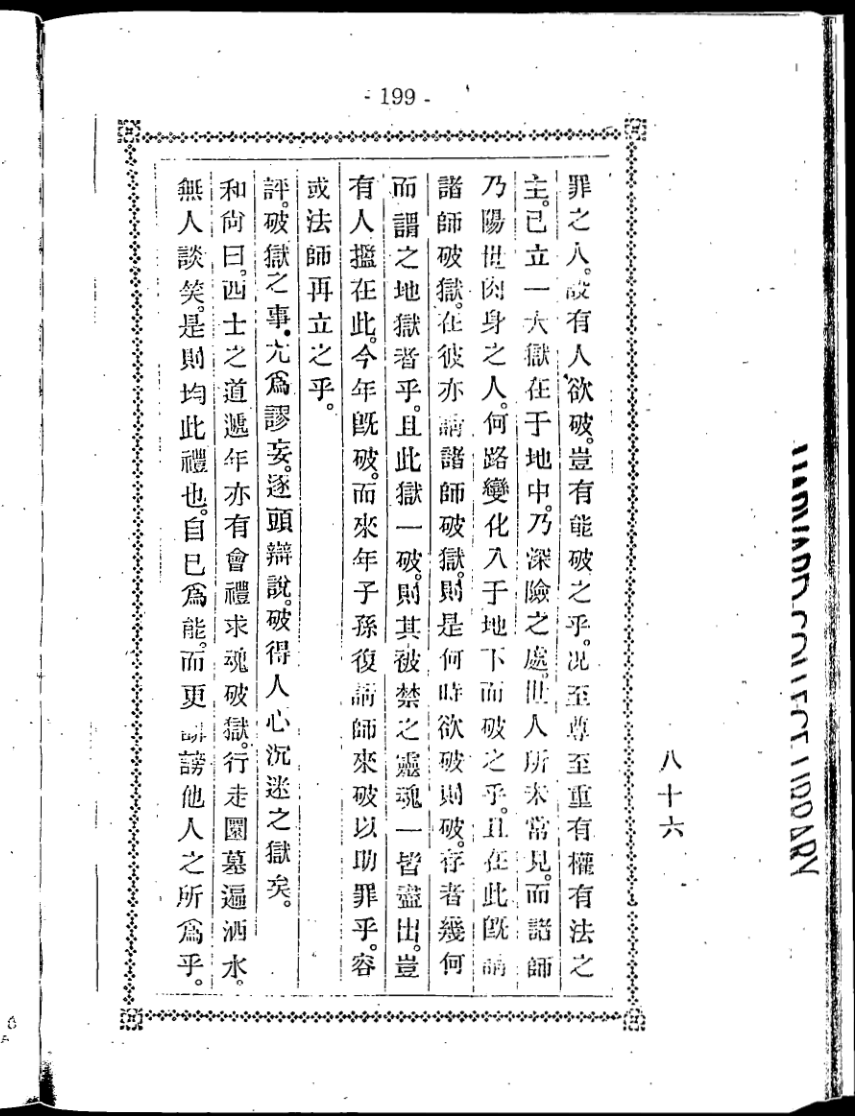 - 199 -
八十六
罪之人。設有人欲破。豈有能破之乎。况至尊至重有權有法之
主。已立一大獄在于地中。乃深險之處。世人所未常見。而諸師
乃陽世肉身之人。何路變化入于地下而破之乎。且在此既請
諸師破獄。在彼亦請諸師破獄。則是何時欲破則破。存者幾何
而謂之地獄者乎。且此獄一破。則其被禁之靈魂一皆盡出。豈
有人搵在此。今年旣破。而來年子孫復請師來破以助罪乎。容
或法師再立之乎。
評。破獄之事。尢爲謬妄。逐頭辯說。破得人心沉迷之獄矣。
和尙曰。西士之道遞年亦有會禮求魂破獄。行走園墓遍洒水。
無人談笑。是則均此禮也。自巳爲能。而更謗他人之所爲乎。
HARVARD COLLEGE LIBRARY